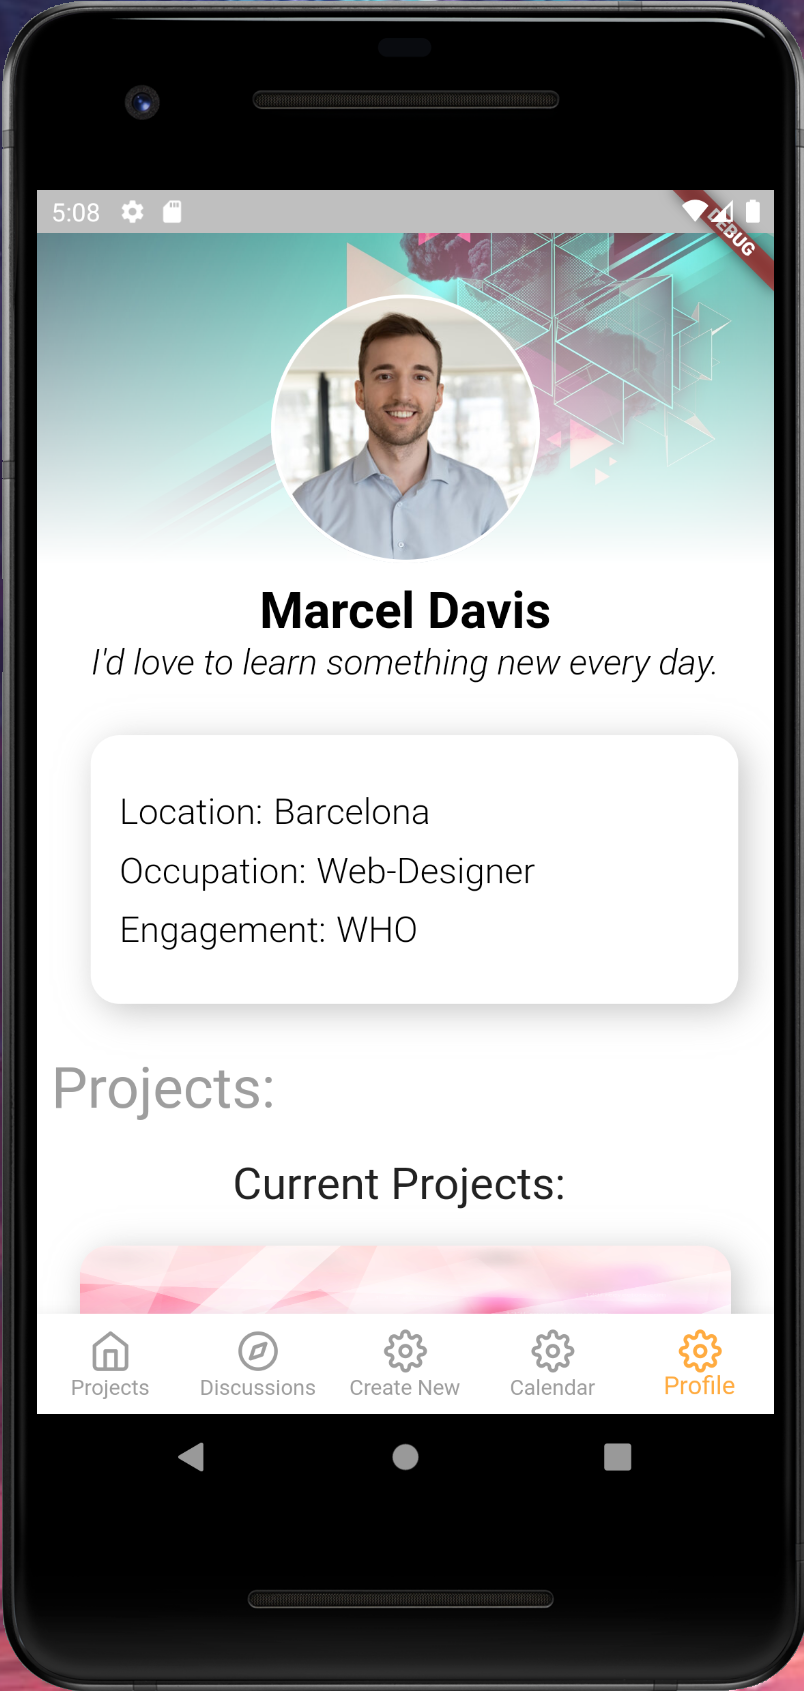 5:08
DEBUG
Marcel Davis
I'd love to learn something new every day.
Location: Barcelona
Occupation: Web-Designer
Engagement: WHO
Projects:
Current Projects:
Projects
Discussions
Create New
Calendar
Profile